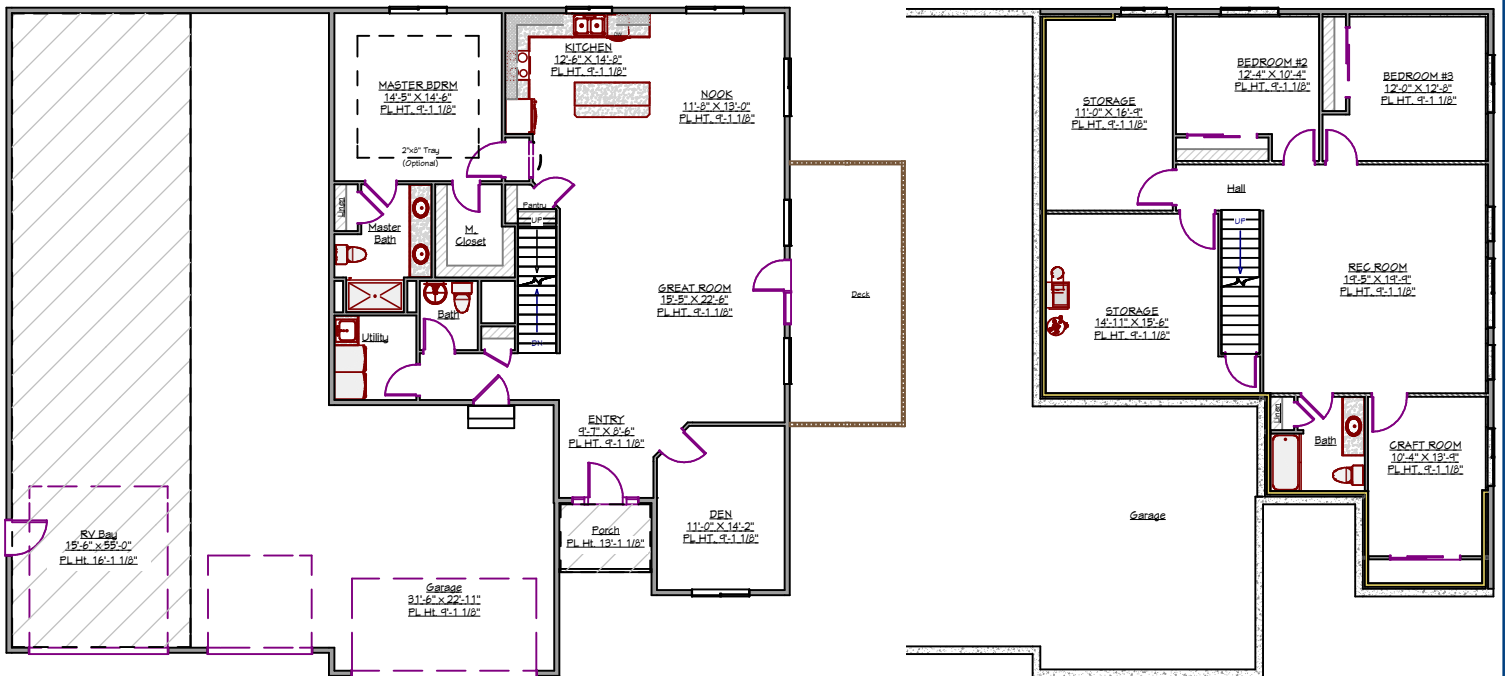 MASTER BDRM
14'-5" X 14'-6"
PL HT. 9'-1 1/8"
2"x8" Tray
(Optional)
KITCHEN
12'-6" X 14'-8"
PL HT. 9'-1 1/8"
NOOK
11'-8" X 13'-0"
PL HT. 9'-1 1/8"
Linen
Master
Bath
M.
Closet
Pantry
UP
DN
Bath
Utility
GREAT ROOM
15'-5" X 22'-6"
PL HT. 9'-1 1/8"
Deck
ENTRY
9'-7" X 8'-6"
PL HT. 9'-1 1/8"
DEN
11'-0" X 14'-2"
PL HT. 9'-1 1/8"
Porch
PL Ht. 13'-1 1/8"
RV Bay
15'-6" x 55'-0"
PL Ht. 16'-1 1/8"
Garage
31'-6" x 22'-11"
PL Ht. 9'-1 1/8"
STORAGE
11'-0" X 16'-9"
PL HT. 9'-1 1/8"
BEDROOM #2
12'-4" X 10'-4"
PL HT. 9'-1 1/8"
BEDROOM #3
12'-0" X 12'-8"
PL HT. 9'-1 1/8"
Hall
UP
REC ROOM
19'-5" X 19'-9"
PL HT. 9'-1 1/8"
STORAGE
14'-11" X 15'-6"
PL HT. 9'-1 1/8"
Linen
Bath
CRAFT ROOM
10'-4" X 13'-9"
PL HT. 9'-1 1/8"
Garage